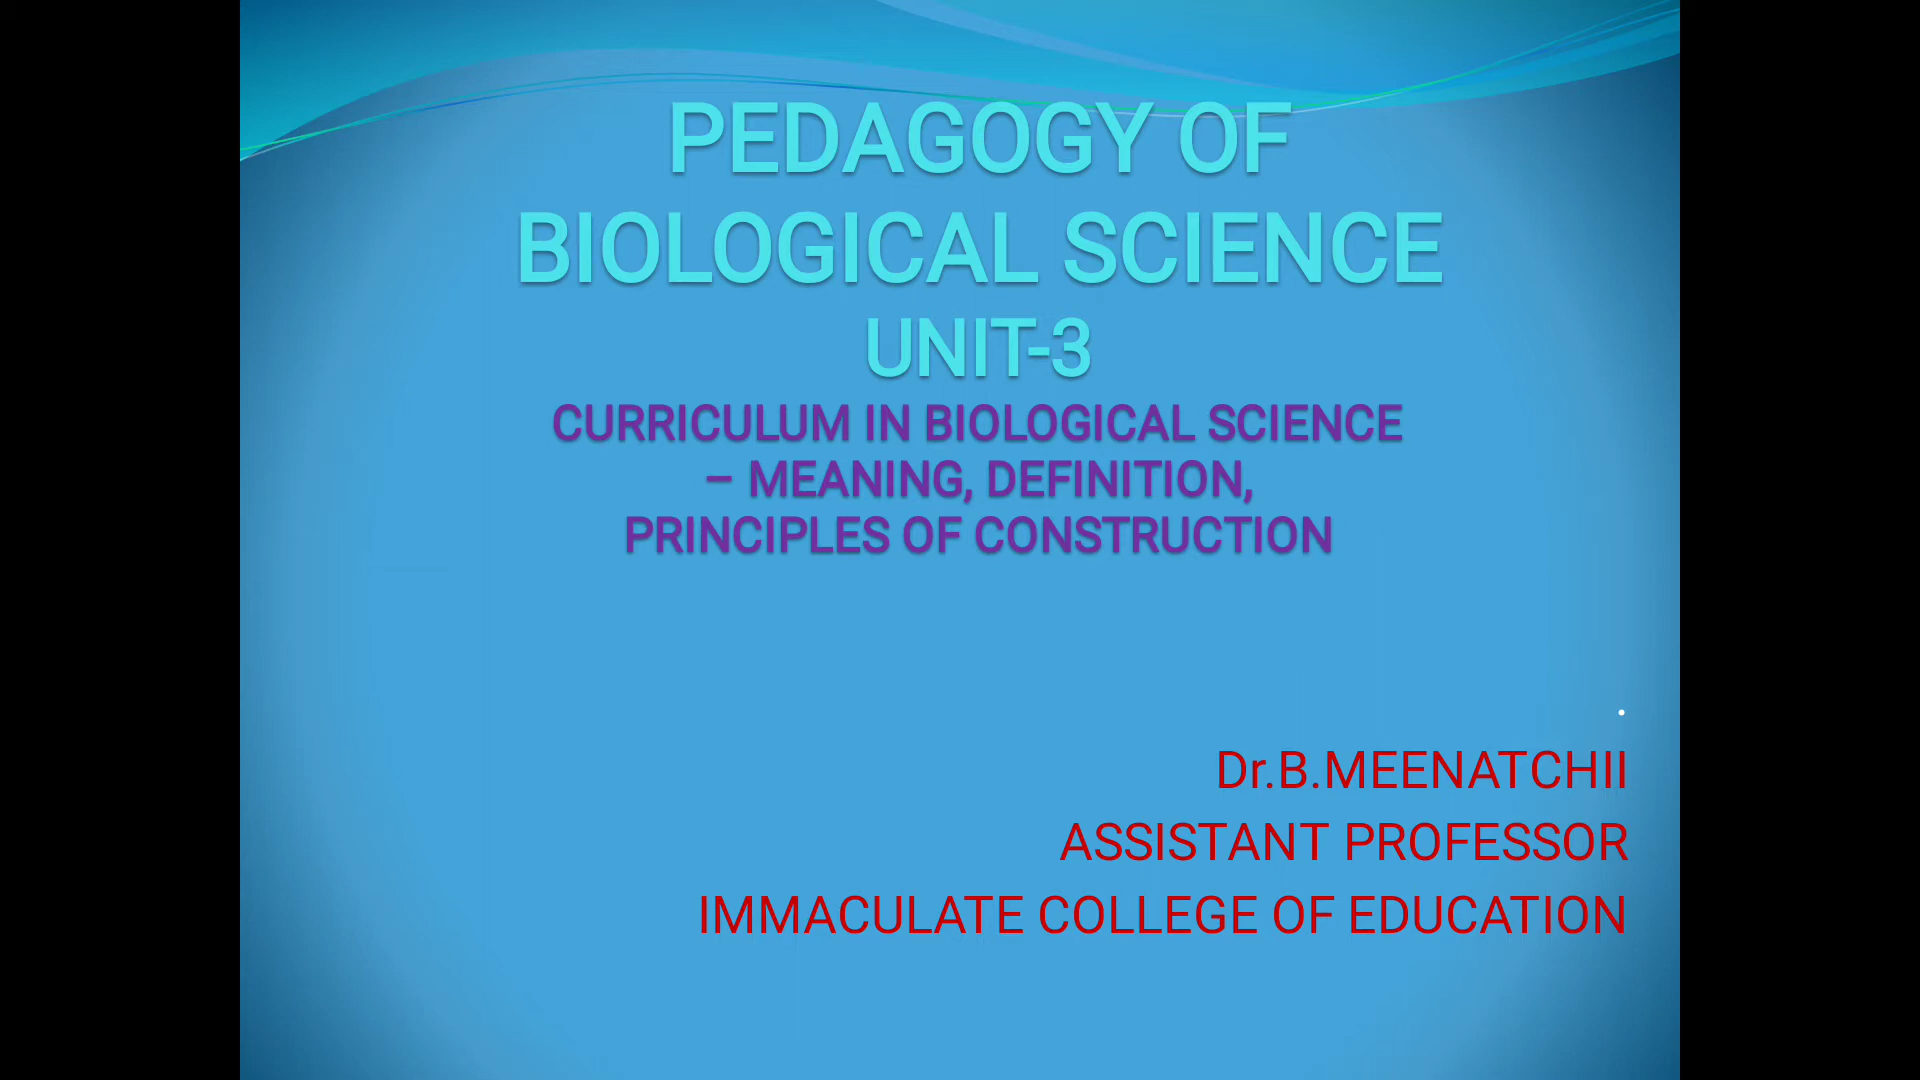 PEDAGOGY OF
BIOLOGICAL SCIENCE
UNIT-3
CURRICULUM IN BIOLOGICAL SCIENCE
– MEANING, DEFINITION,
PRINCIPLES OF CONSTRUCTION
.
Dr.B.MEENATCHII
ASSISTANT PROFESSOR
IMMACULATE COLLEGE OF EDUCATION